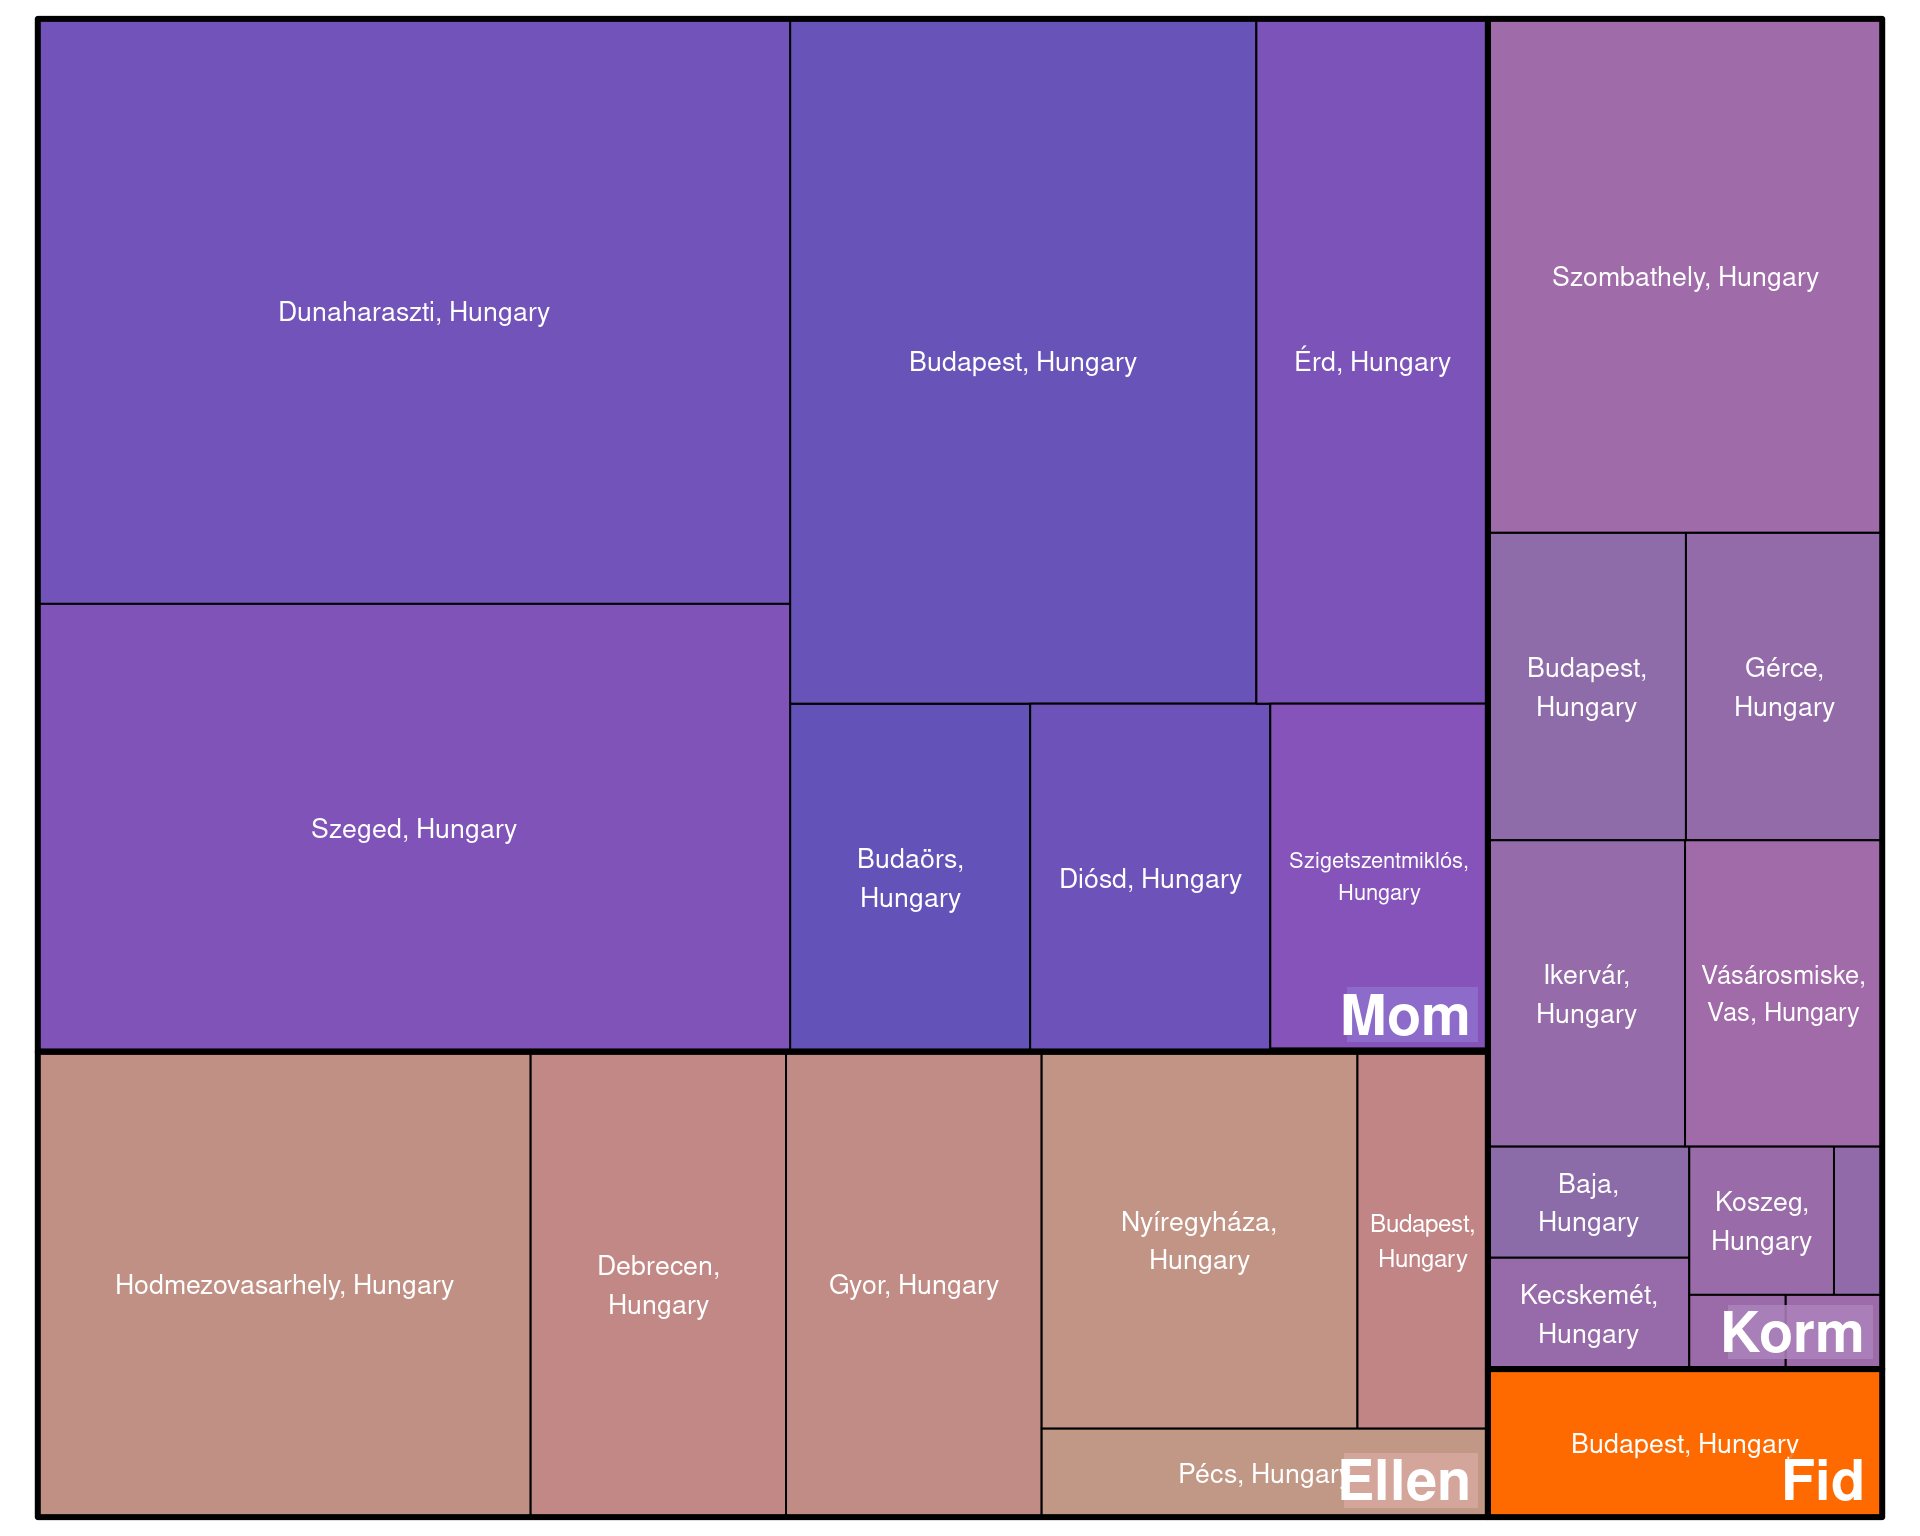 Dunaharaszti, Hungary
Szeged, Hungary
Budapest, Hungary
Érd, Hungary
Budaörs,
Hungary
Diósd, Hungary
Szigetszentmiklós,
Hungary
Mom
Hodmezovasarhely, Hungary
Debrecen,
Hungary
Gyor, Hungary
Nyíregyháza,
Hungary
Budapest,
Hungary
Pécs, Hungary
Ellen
Szombathely, Hungary
Budapest,
Hungary
Gérce,
Hungary
Ikervár,
Hungary
Vásárosmiske,
Vas, Hungary
Baja,
Hungary
Koszeg,
Hungary
Kecskemét,
Hungary
Korm
Budapest, Hungary
Fid